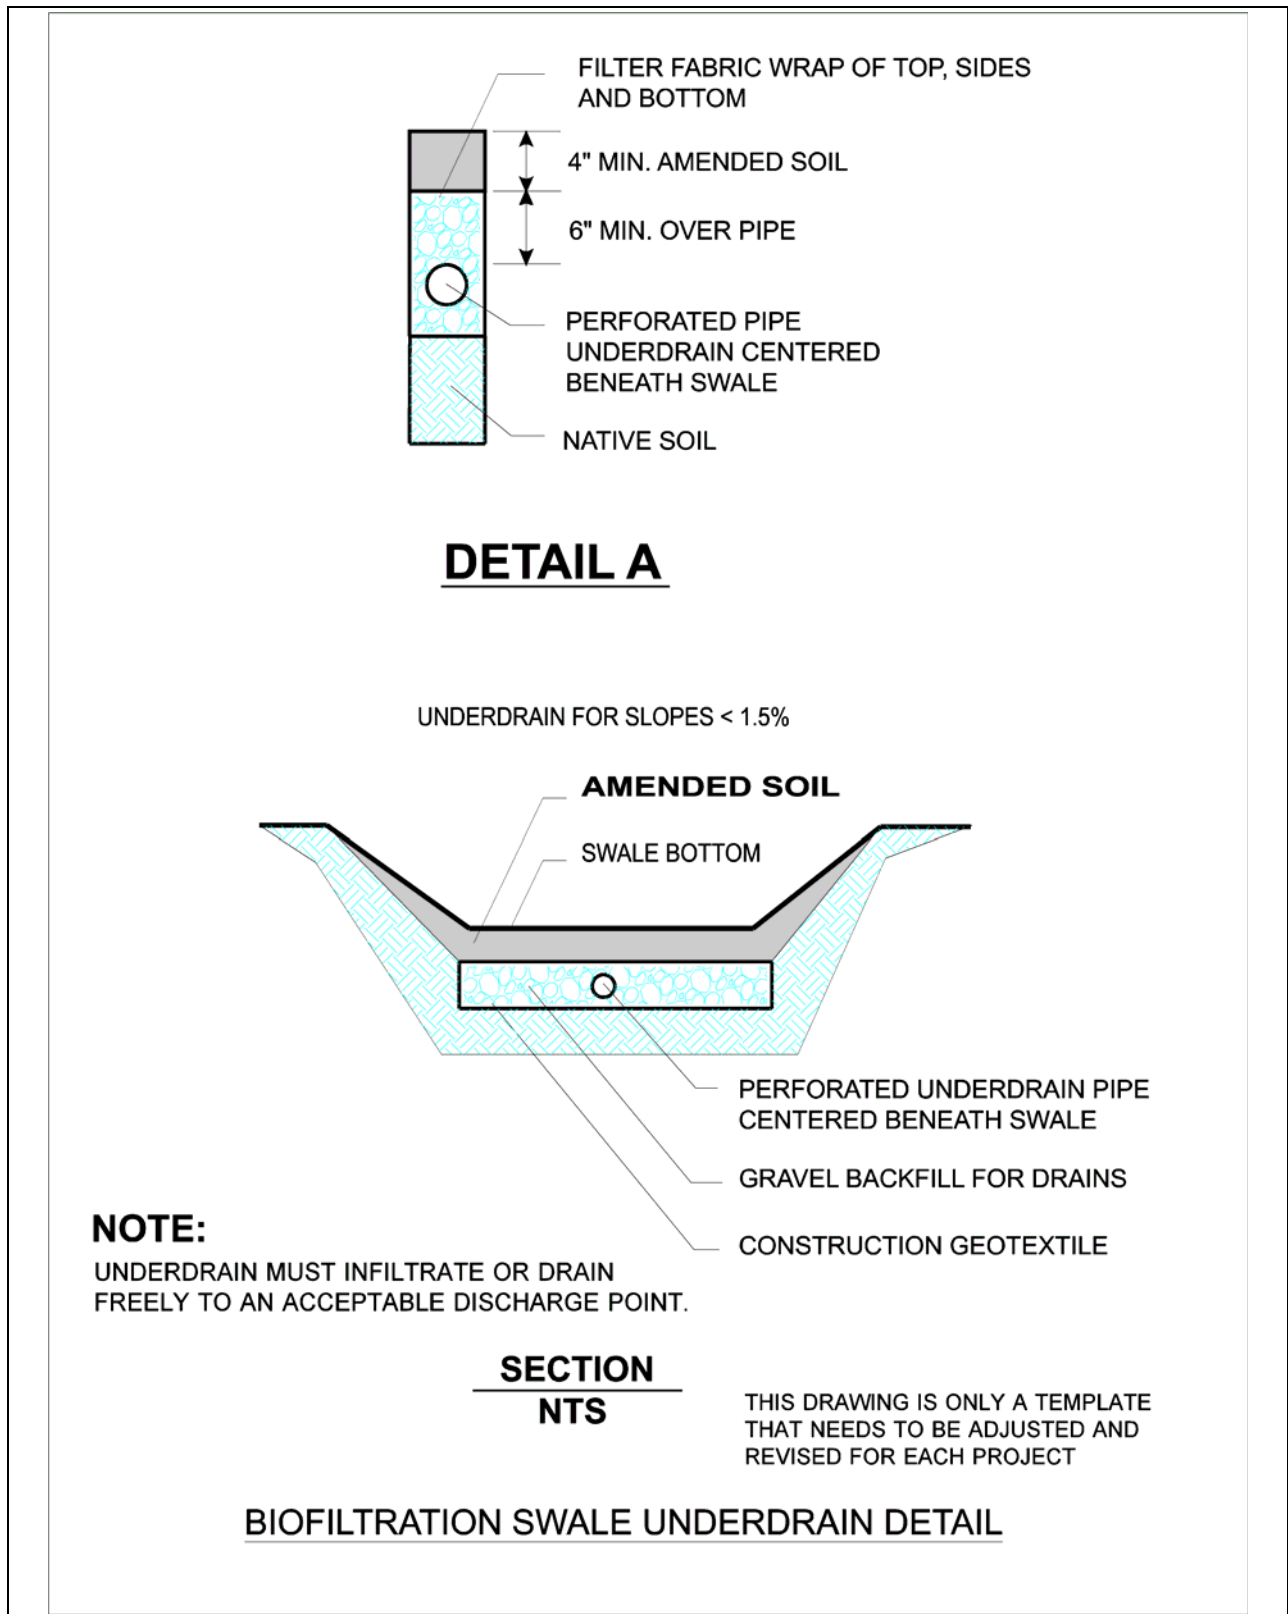 FILTER FABRIC WRAP OF TOP, SIDES
AND BOTTOM
4" MIN. AMENDED SOIL
6" MIN. OVER PIPE
PERFORATED PIPE
UNDERDRAIN CENTERED
BENEATH SWALE
NATIVE SOIL
DETAIL A
UNDERDRAIN FOR SLOPES < 1.5%
AMENDED SOIL
SWALE BOTTOM
PERFORATED UNDERDRAIN PIPE
CENTERED BENEATH SWALE
GRAVEL BACKFILL FOR DRAINS
CONSTRUCTION GEOTEXTILE
NOTE:
UNDERDRAIN MUST INFILTRATE OR DRAIN
FREELY TO AN ACCEPTABLE DISCHARGE POINT.
SECTION
NTS
THIS DRAWING IS ONLY A TEMPLATE
THAT NEEDS TO BE ADJUSTED AND
REVISED FOR EACH PROJECT
BIOFILTRATION SWALE UNDERDRAIN DETAIL